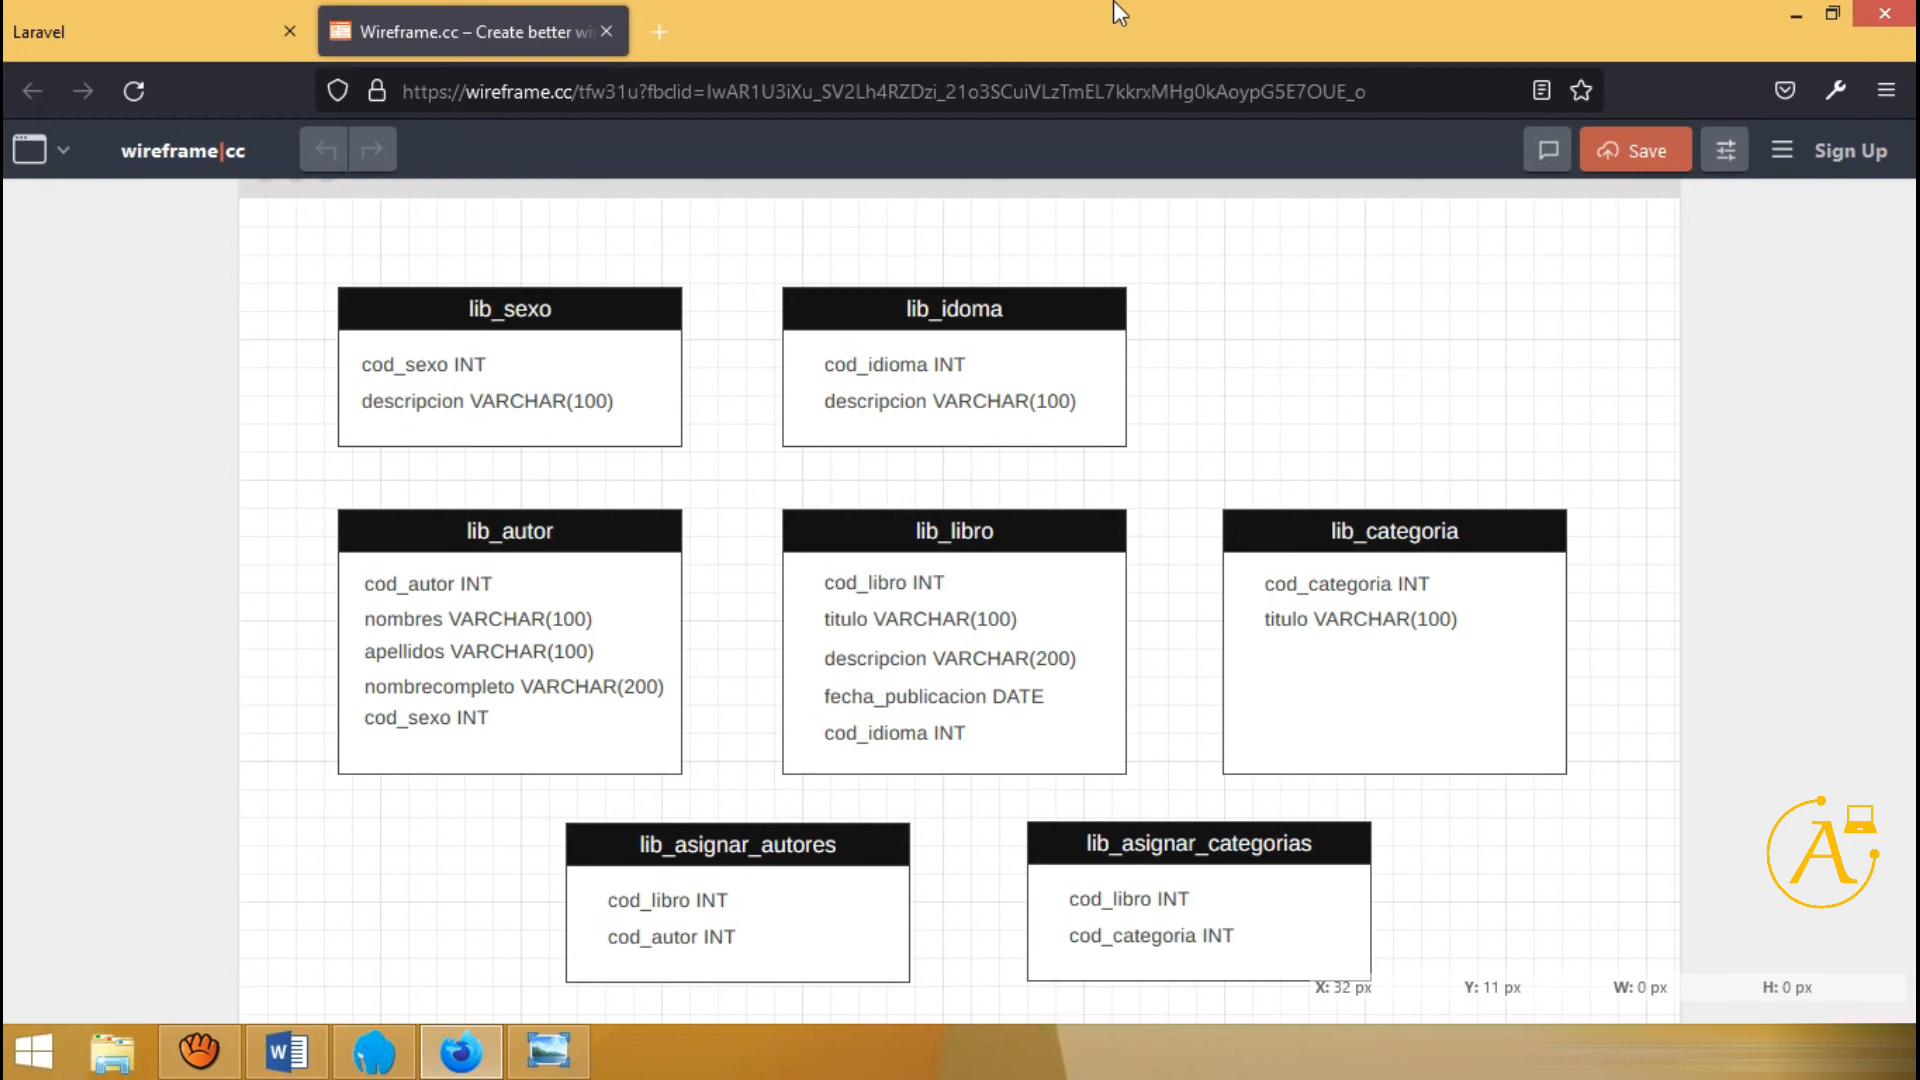 Laravel
Wireframe.cc – Create better wi
https://wireframe.cc/tfw31u?fbclid=IwAR1U3iXu_SV2Lh4RZDzi_21o3SCuiVLzTmEL7kkrxMHg0kAoypG5E7OUE_o
wireframe|cc
Save
Sign Up
lib_sexo
cod_sexo INT
descripcion VARCHAR(100)
lib_idoma
cod_idioma INT
descripcion VARCHAR(100)
lib_autor
cod_autor INT
nombres VARCHAR(100)
apellidos VARCHAR(100)
nombrecompleto VARCHAR(200)
cod_sexo INT
lib_libro
cod_libro INT
titulo VARCHAR(100)
descripcion VARCHAR(200)
fecha_publicacion DATE
cod_idioma INT
lib_categoria
cod_categoria INT
titulo VARCHAR(100)
lib_asignar_autores
cod_libro INT
cod_autor INT
lib_asignar_categorias
cod_libro INT
cod_categoria INT
X: 32 px Y: 11 px W: 0 px H: 0 px
A
W